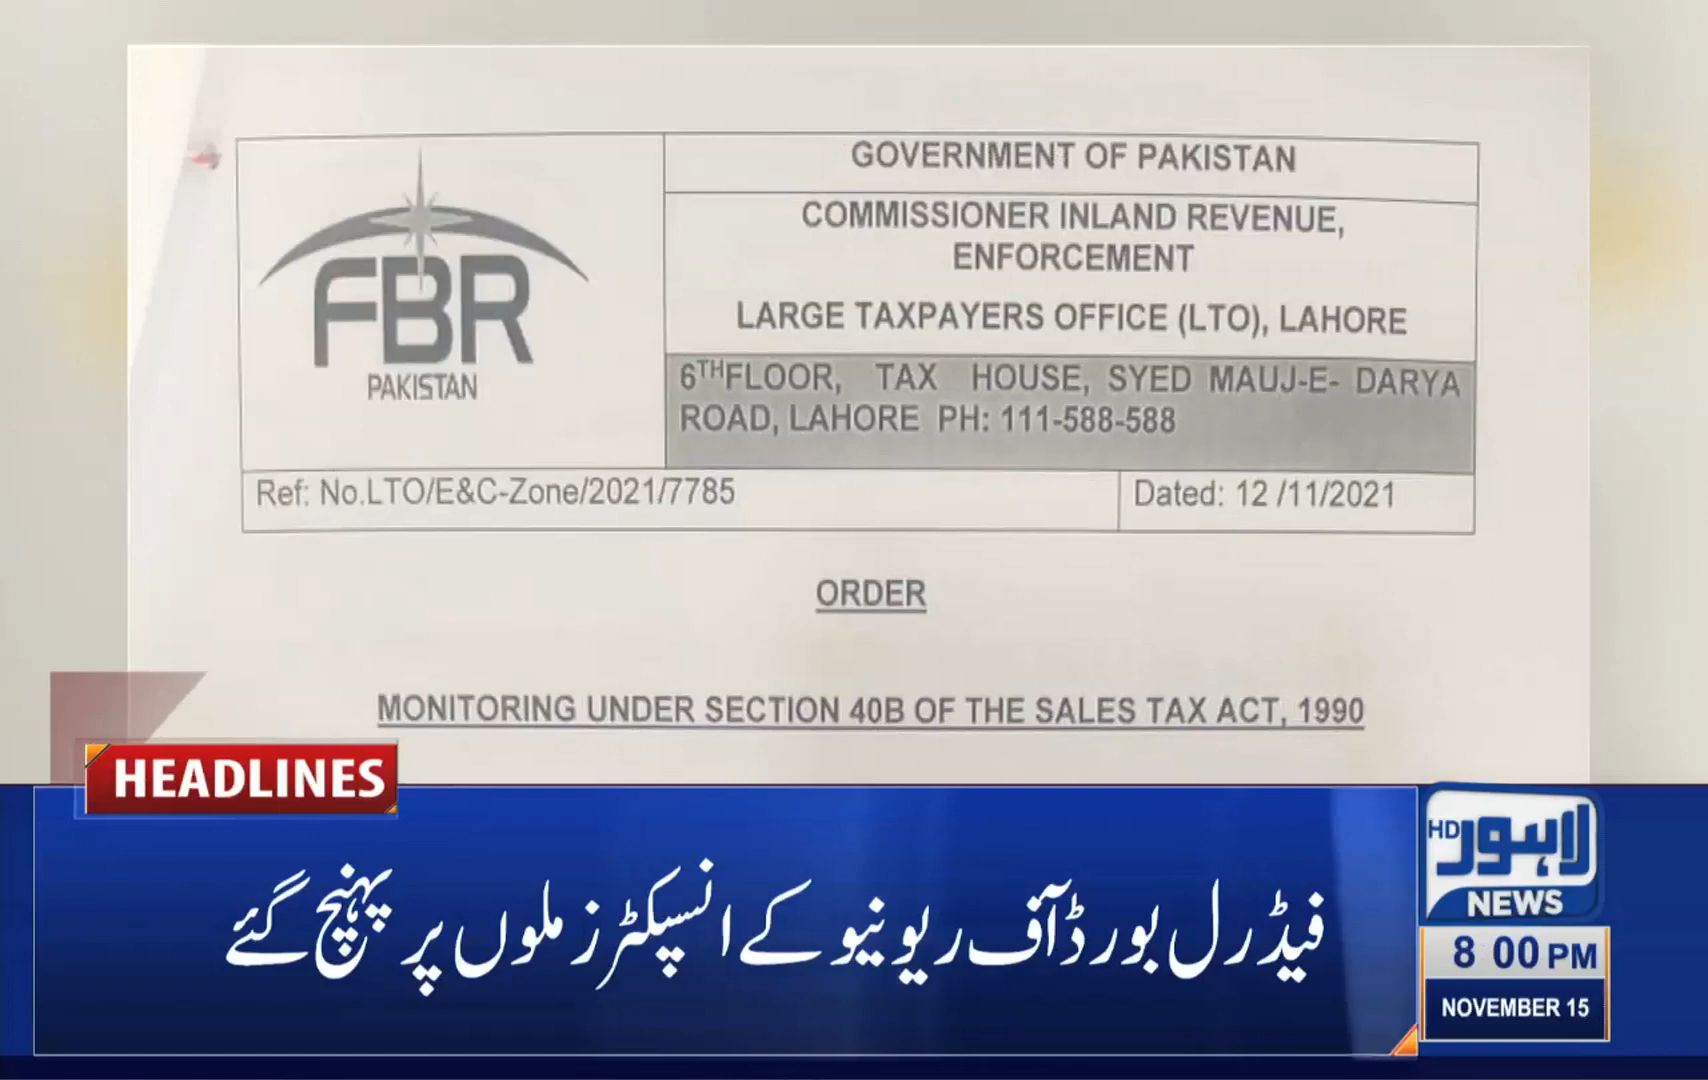 FBR
PAKISTAN
GOVERNMENT OF PAKISTAN
COMMISSIONER INLAND REVENUE,
ENFORCEMENT
LARGE TAXPAYERS OFFICE (LTO), LAHORE
6THFLOOR, TAX HOUSE, SYED MAUJ-E- DARYA
ROAD, LAHORE PH: 111-588-588
Ref: No.LTO/E&C-Zone/2021/7785
Dated: 12 /11/2021
ORDER
MONITORING UNDER SECTION 40B OF THE SALES TAX ACT, 1990
HEADLINES
فیڈرل بورڈ آف ریونیو کے انسپکٹرز ملوں پر پہنچ گئے
لاہور HD
NEWS
8 00 PM
NOVEMBER 15